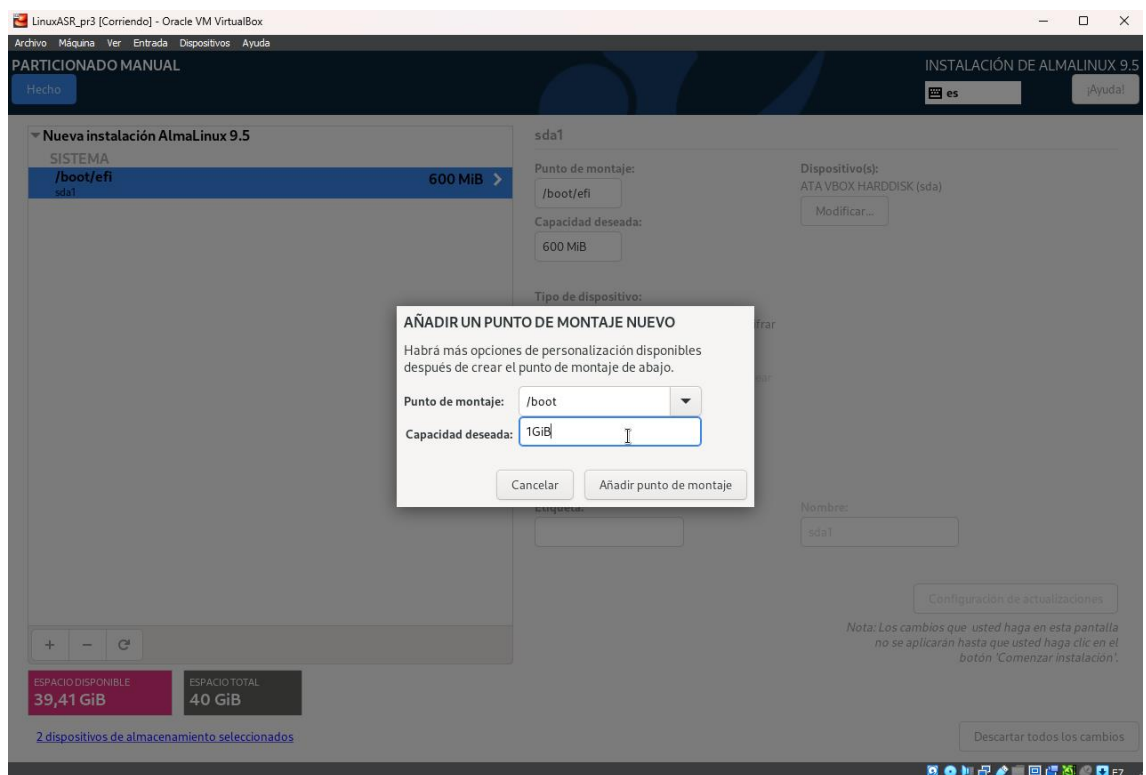 LinuxASR_pr3 [Corriendo] - Oracle VM VirtualBox
Archivo Máquina Ver Entrada Dispositivos Ayuda
PARTICIONADO MANUAL
INSTALACIÓN DE ALMALINUX 9.5
Hecho
es
¡Ayuda!
Nueva instalación AlmaLinux 9.5
SISTEMA
/boot/efi
600 MiB
sda1
sda1
Punto de montaje:
/boot/efi
Capacidad deseada:
600 MiB
Dispositivo(s):
ATA VBOX HARDDISK (sda)
Modificar...
Tipo de dispositivo:
frar
AÑADIR UN PUNTO DE MONTAJE NUEVO
Habrá más opciones de personalización disponibles
después de crear el punto de montaje de abajo.
Punto de montaje: /boot
Capacidad deseada: 1GiB
Cancelar
Añadir punto de montaje
Etiqueta:
Nombre:
sda1
Configuración de actualizaciones
Nota: Los cambios que usted haga en esta pantalla
no se aplicarán hasta que usted haga clic en el
botón 'Comenzar instalación'.
+ −
ESPACIO DISPONIBLE
39,41 GiB
ESPACIO TOTAL
40 GiB
2 dispositivos de almacenamiento seleccionados
Descartar todos los cambios
F7